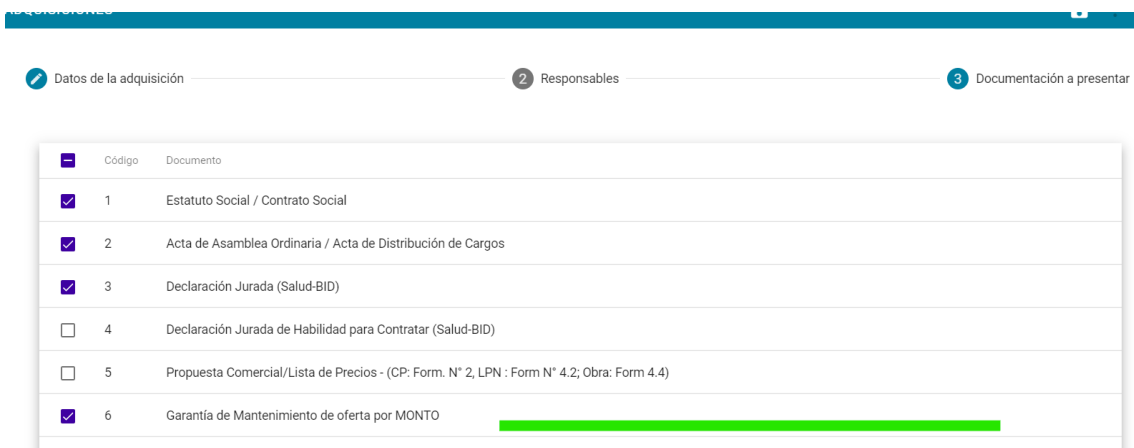 ADQUISICIONES
Datos de la adquisición
2 Responsables
3 Documentación a presentar
Código Documento
1 Estatuto Social / Contrato Social
2 Acta de Asamblea Ordinaria / Acta de Distribución de Cargos
3 Declaración Jurada (Salud-BID)
4 Declaración Jurada de Habilidad para Contratar (Salud-BID)
5 Propuesta Comercial/Lista de Precios - (CP: Form. N° 2, LPN : Form N° 4.2; Obra: Form 4.4)
6 Garantía de Mantenimiento de oferta por MONTO